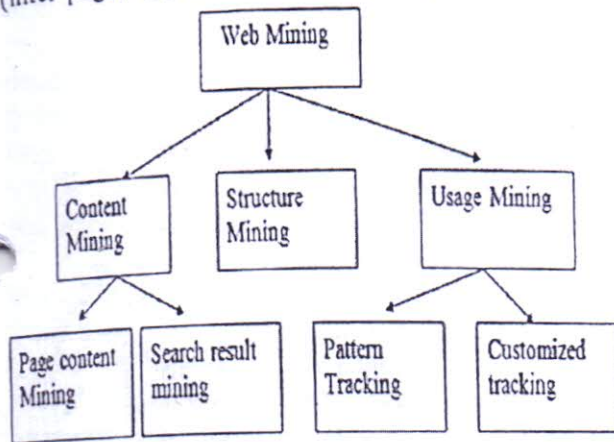 Web Mining
Content
Mining
Structure
Mining
Usage Mining
Page content
Mining
Search result
mining
Pattern
Tracking
Customized
tracking